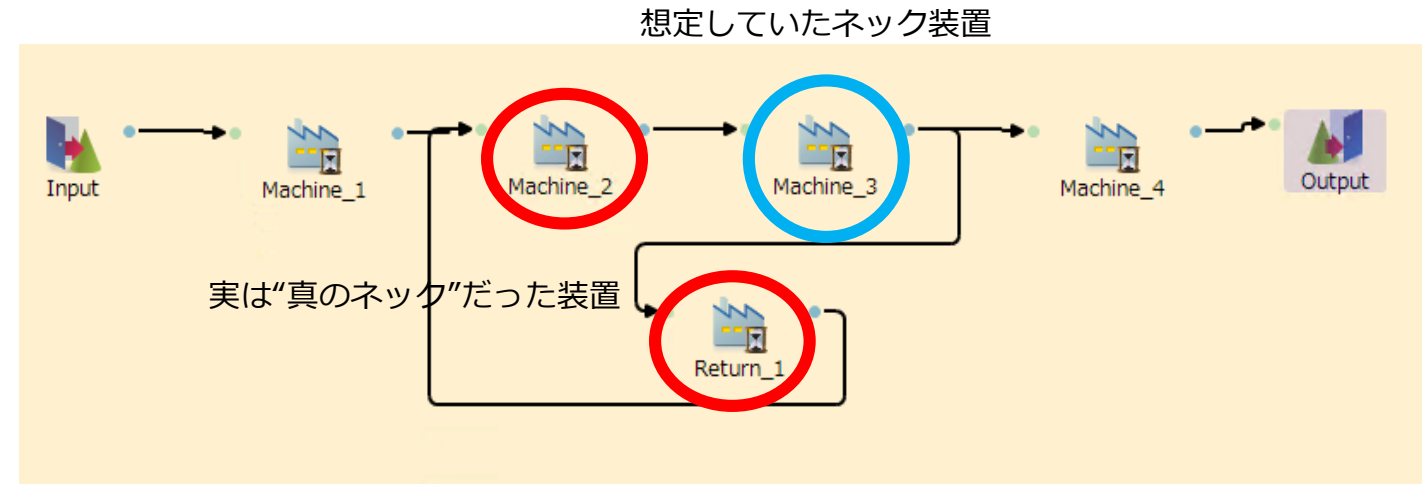 想定していたネック装置
Input
Machine_1
Machine_2
Machine_3
Machine_4
Output
実は“真のネック”だった装置
Return_1